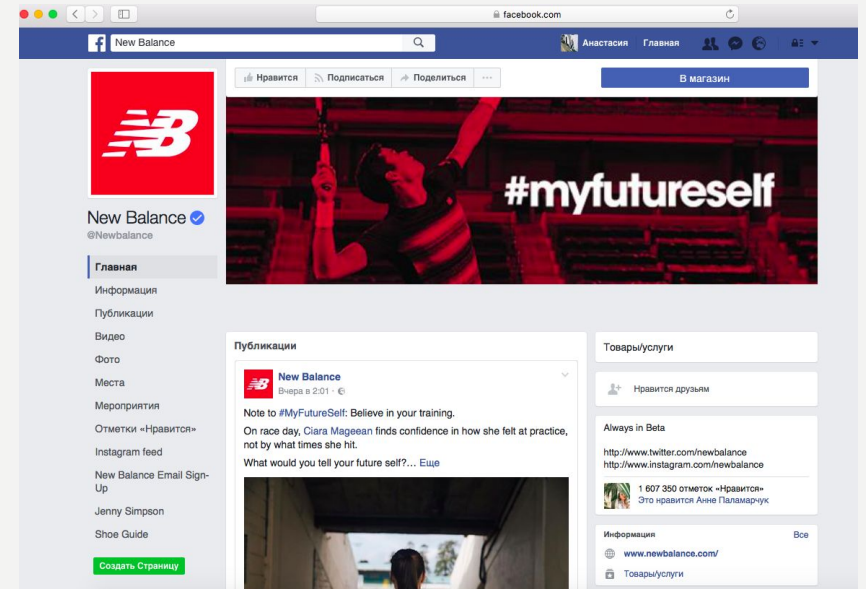 facebook.com
New Balance
Анастасия Главная
NB
New Balance
@Newbalance
Главная
Информация
Публикации
Видео
Фото
Места
Мероприятия
Отметки «Нравится»
Instagram feed
New Balance Email Sign-
Up
Jenny Simpson
Shoe Guide
Создать Страницу
Нравится Подписаться Поделиться ...
В магазин
#myfutureself
Публикации
NB
New Balance
Вчера в 2:01 ·
Note to #MyFutureSelf: Believe in your training.
On race day, Ciara Mageean finds confidence in how she felt at practice,
not by what times she hit.
What would you tell your future self?... Еще
Товары/услуги
Нравится друзьям
Always in Beta
http://www.twitter.com/newbalance
http://www.instagram.com/newbalance
1 607 350 отметок «Нравится»
Это нравится Анне Паламарчук
Информация Все
www.newbalance.com/
Товары/услуги